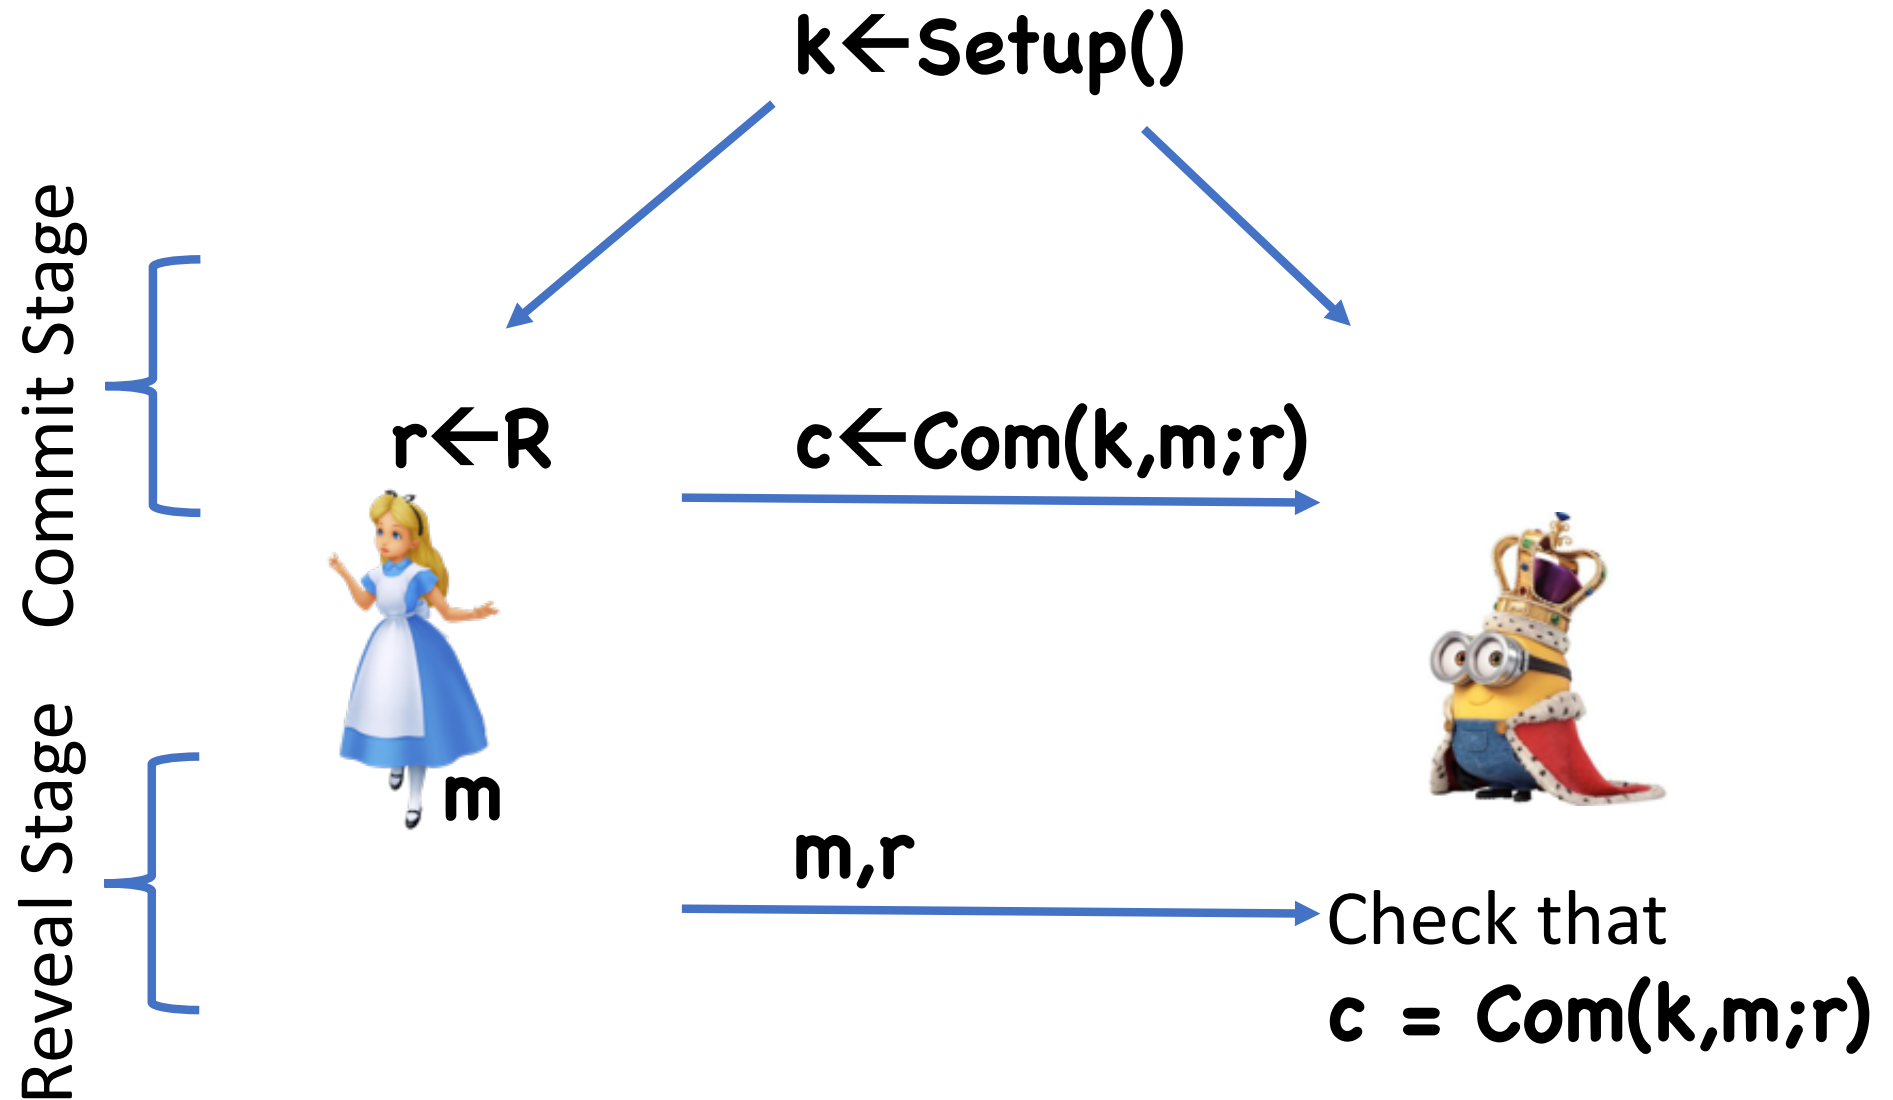 k←Setup()
Commit Stage
r←R
c←Com(k,m;r)
m
Reveal Stage
m,r
Check that
c = Com(k,m;r)